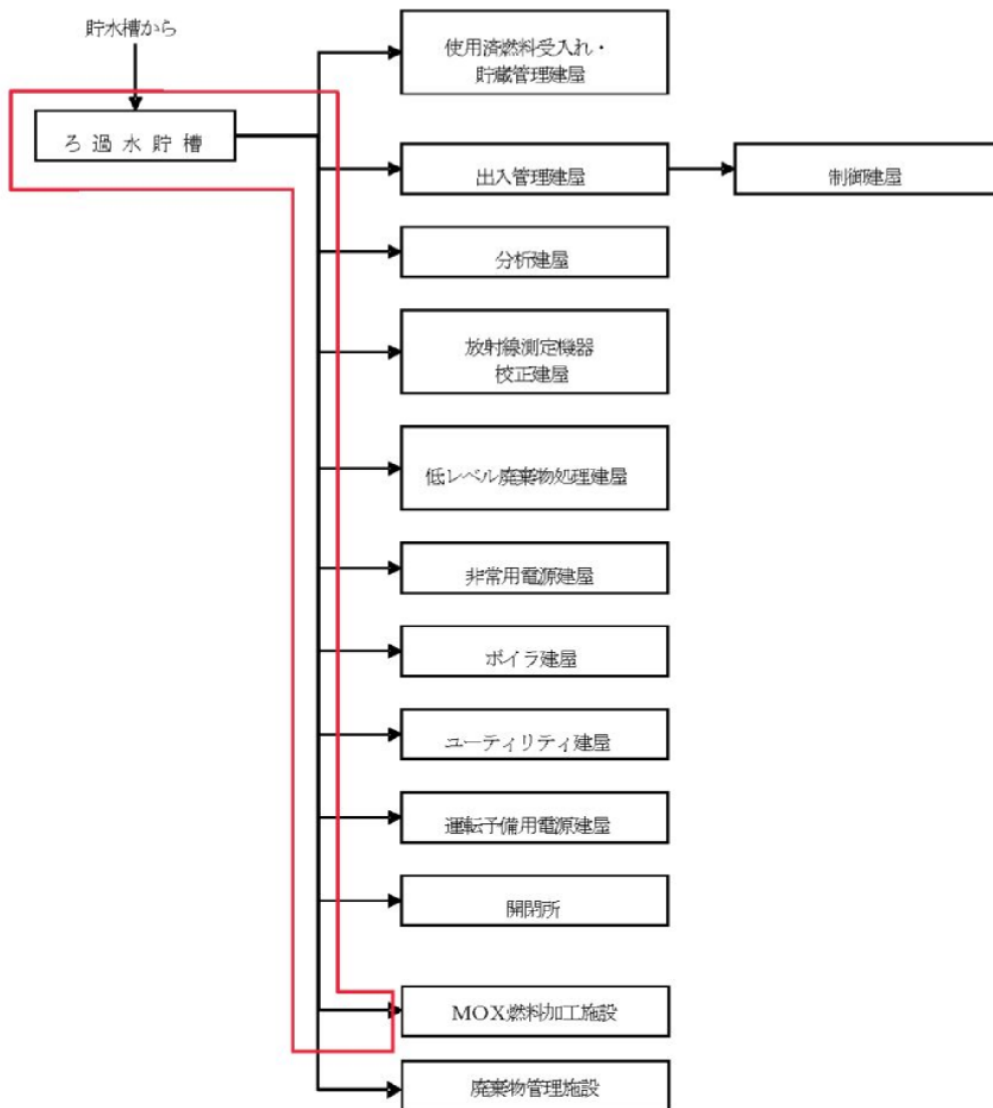 貯水槽から
使用済燃料受入れ・
貯蔵管理建屋
ろ 過 水 貯 槽
出入管理建屋
制御建屋
分析建屋
放射線測定機器
校正建屋
低レベル廃棄物処理建屋
非常用電源建屋
ボイラ建屋
ユーティリティ建屋
運転予備用電源建屋
開閉所
MOX燃料加工施設
廃棄物管理施設